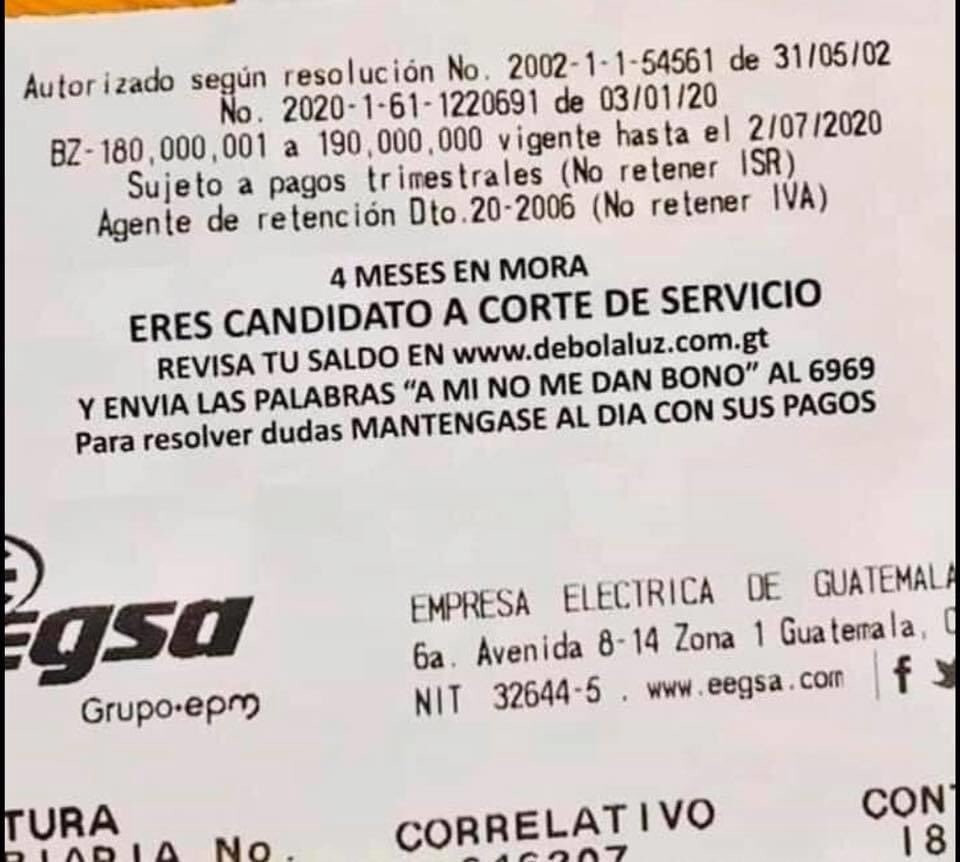 Autorizado según resolución No. 2002-1-1-54561 de 31/05/02
No. 2020-1-61-1220691 de 03/01/20
BZ-180,000,001 a 190,000,000 vigente hasta el 2/07/2020
Sujeto a pagos trimestrales (No retener ISR)
Agente de retención Dto.20-2006 (No retener IVA)
4 MESES EN MORA
ERES CANDIDATO A CORTE DE SERVICIO
REVISA TU SALDO EN www.debolaluz.com.gt
Y ENVIA LAS PALABRAS “A MI NO ME DAN BONO” AL 6969
Para resolver dudas MANTENGASE AL DIA CON SUS PAGOS
eegsa
Grupo·epm
EMPRESA ELECTRICA DE GUATEMALA
6a. Avenida 8-14 Zona 1 Guatemala,
NIT 32644-5 . www.eegsa.com
TURA
No.
CORRELATIVO
CONT
18